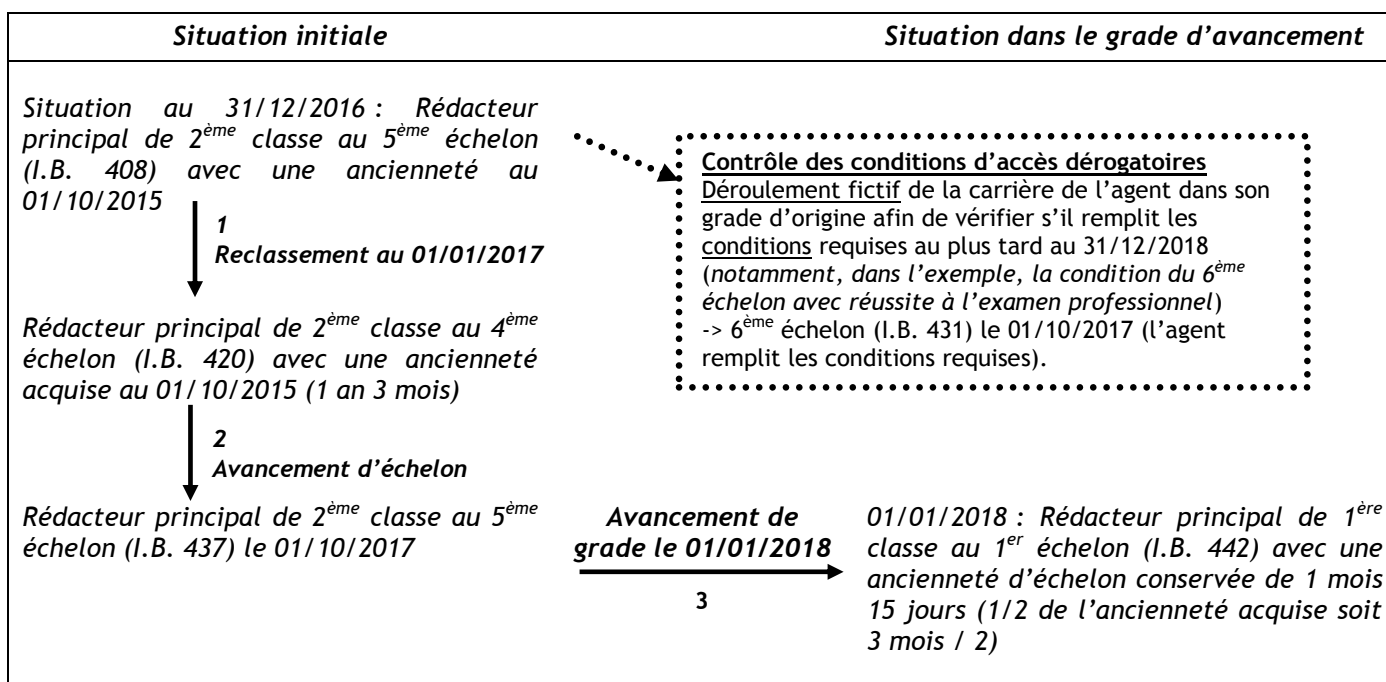 Situation initiale
Situation dans le grade d’avancement
Situation au 31/12/2016 : Rédacteur
principal de 2ème classe au 5ème échelon
(I.B. 408) avec une ancienneté au
01/10/2015
1
Reclassement au 01/01/2017
Contrôle des conditions d’accès dérogatoires
Déroulement fictif de la carrière de l’agent dans son
grade d’origine afin de vérifier s’il remplit les
conditions requises au plus tard au 31/12/2018
(notamment, dans l’exemple, la condition du 6ème
échelon avec réussite à l’examen professionnel)
-> 6ème échelon (I.B. 431) le 01/10/2017 (l’agent
remplit les conditions requises).
Rédacteur principal de 2ème classe au 4ème
échelon (I.B. 420) avec une ancienneté
acquise au 01/10/2015 (1 an 3 mois)
2
Avancement d’échelon
Rédacteur principal de 2ème classe au 5ème
échelon (I.B. 437) le 01/10/2017
Avancement de
grade le 01/01/2018
3
01/01/2018 : Rédacteur principal de 1ère
classe au 1er échelon (I.B. 442) avec une
ancienneté d’échelon conservée de 1 mois
15 jours (1/2 de l’ancienneté acquise soit
3 mois / 2)